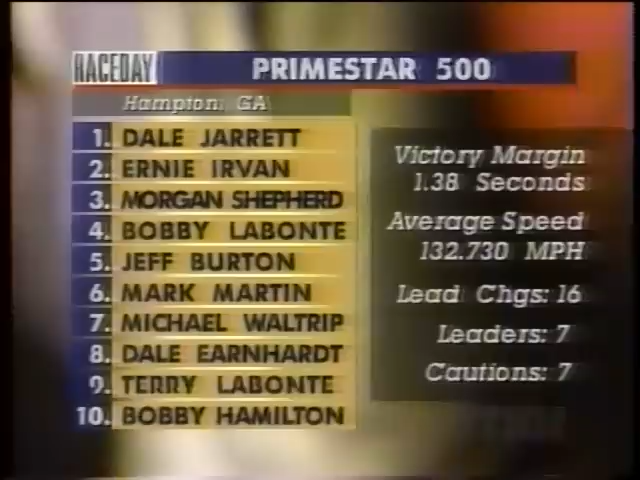 RACEDAY PRIMESTAR 500
Hampton, GA
1. DALE JARRETT
2. ERNIE IRVAN
3. MORGAN SHEPHERD
4. BOBBY LABONTE
5. JEFF BURTON
6. MARK MARTIN
7. MICHAEL WALTRIP
8. DALE EARNHARDT
9. TERRY LABONTE
10. BOBBY HAMILTON
Victory Margin
1.38 Seconds
Average Speed
132.730 MPH
Lead Chgs: 16
Leaders: 7
Cautions: 7